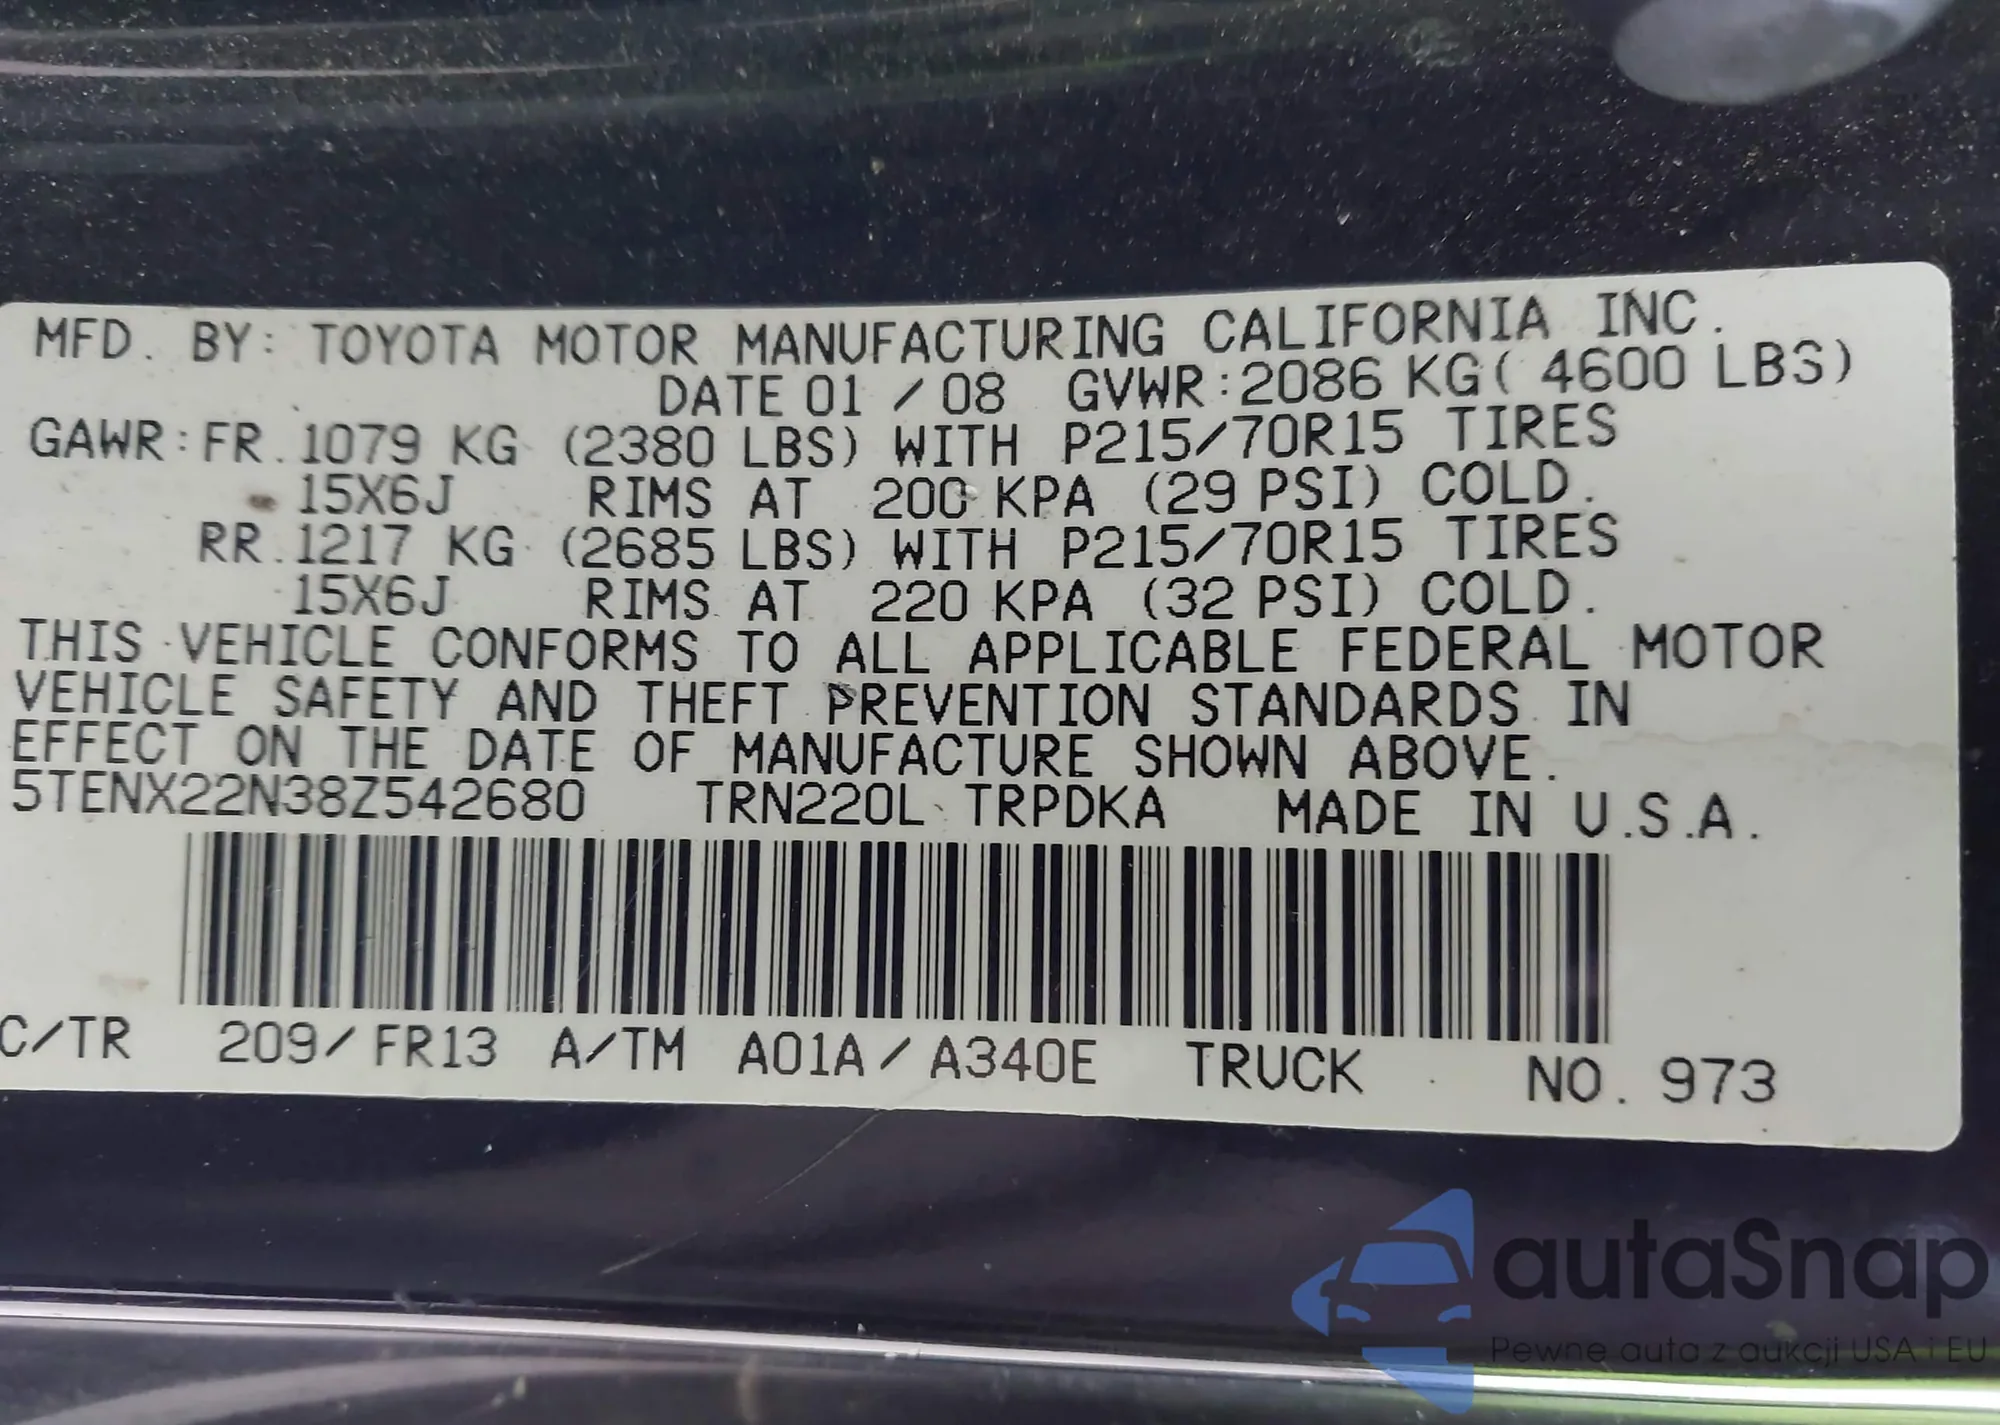 MFD. BY: TOYOTA MOTOR MANUFACTURING CALIFORNIA INC.
DATE 01 / 08 GVWR:2086 KG( 4600 LBS)
GAWR:FR.1079 KG (2380 LBS) WITH P215/70R15 TIRES
15X6J RIMS AT 200 KPA (29 PSI) COLD.
RR.1217 KG (2685 LBS) WITH P215/70R15 TIRES
15X6J RIMS AT 220 KPA (32 PSI) COLD.
THIS VEHICLE CONFORMS TO ALL APPLICABLE FEDERAL MOTOR
VEHICLE SAFETY AND THEFT PREVENTION STANDARDS IN
EFFECT ON THE DATE OF MANUFACTURE SHOWN ABOVE.
5TENX22N38Z542680 TRN220L TRPDKA MADE IN U.S.A.
C/TR 209/FR13 A/TM A01A/A340E TRUCK NO. 973
autaSnap
Pewne auta z aukcji USA i EU